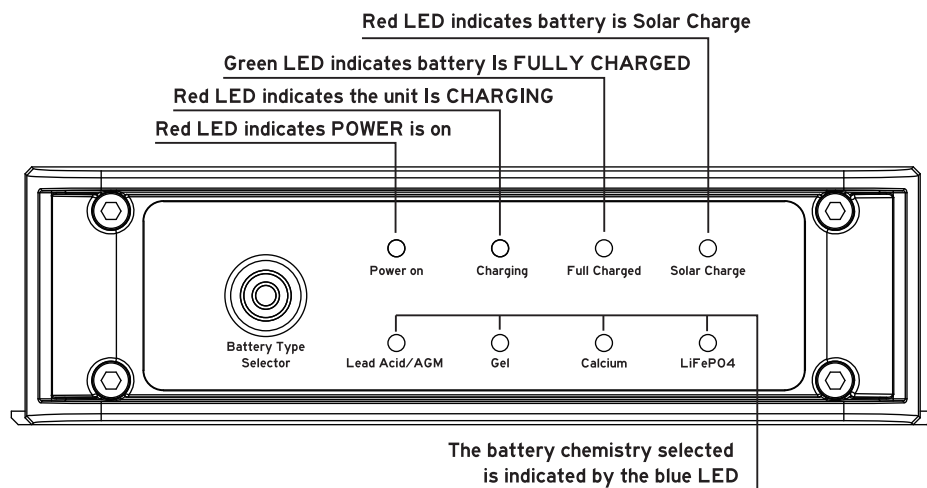 Red LED indicates battery is Solar Charge
Green LED indicates battery Is FULLY CHARGED
Red LED indicates the unit Is CHARGING
Red LED indicates POWER is on
Power on
Charging
Full Charged
Solar Charge
Battery Type
Selector
Lead Acid/AGM
Gel
Calcium
LiFePO4
The battery chemistry selected
is indicated by the blue LED